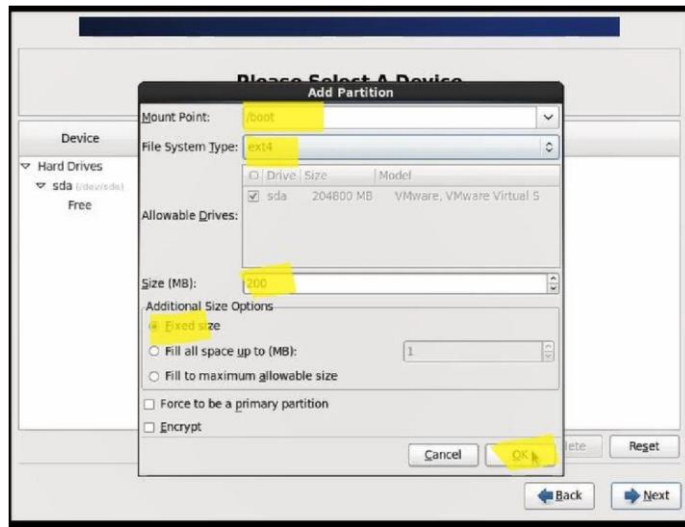 Please Select A Device
Add Partition
Mount Point: /boot
File System Type: ext4
Drive Size Model
sda 204800 MB VMware, VMware Virtual S
Allowable Drives:
Size (MB): 200
Additional Size Options
Fixed size
Fill all space up to (MB): 1
Fill to maximum allowable size
Force to be a primary partition
Encrypt
Cancel OK
Device
Hard Drives
sda (/dev/sda)
Free
lete Reset
Back Next